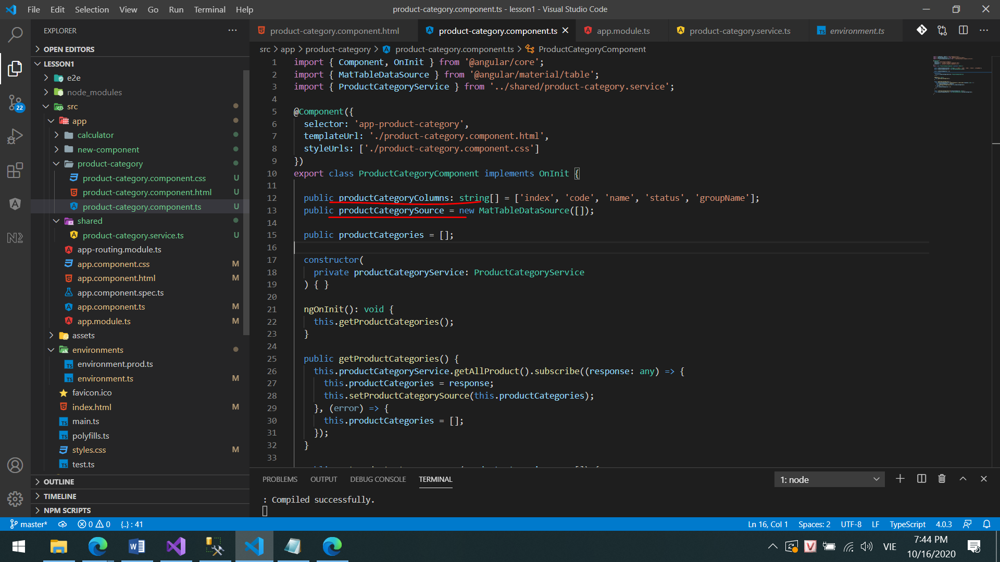 File Edit Selection View Go Run Terminal Help
product-category.component.ts - lesson1 - Visual Studio Code
EXPLORER
OPEN EDITORS
LESSON1
e2e
node_modules
src
app
calculator
new-component
product-category
product-category.component.css U
product-category.component.html U
product-category.component.ts U
shared
product-category.service.ts U
app-routing.module.ts
app.component.css M
app.component.html M
app.component.spec.ts
app.component.ts M
app.module.ts M
assets
environments
environment.prod.ts
environment.ts M
favicon.ico
index.html M
main.ts
polyfills.ts
styles.css M
test.ts
OUTLINE
TIMELINE
NPM SCRIPTS
22
product-category.component.html product-category.component.ts app.module.ts product-category.service.ts environment.ts
src > app > product-category > product-category.component.ts > ProductCategoryComponent
1 import { Component, OnInit } from '@angular/core';
2 import { MatTableDataSource } from '@angular/material/table';
3 import { ProductCategoryService } from '../shared/product-category.service';
4
5 @Component({
6 selector: 'app-product-category',
7 templateUrl: './product-category.component.html',
8 styleUrls: ['./product-category.component.css']
9 })
10 export class ProductCategoryComponent implements OnInit {
11
12 public productCategoryColumns: string[] = ['index', 'code', 'name', 'status', 'groupName'];
13 public productCategorySource = new MatTableDataSource([]);
14
15 public productCategories = [];
16
17 constructor(
18 private productCategoryService: ProductCategoryService
19 ) { }
20
21 ngOnInit(): void {
22 this.getProductCategories();
23 }
24
25 public getProductCategories() {
26 this.productCategoryService.getAllProduct().subscribe((response: any) => {
27 this.productCategories = response;
28 this.setProductCategorySource(this.productCategories);
29 }, (error) => {
30 this.productCategories = [];
31 });
32 }
33
PROBLEMS OUTPUT DEBUG CONSOLE TERMINAL
1: node
: Compiled successfully.
master* 0 0 {..} : 41
Ln 16, Col 1 Spaces: 2 UTF-8 LF TypeScript 4.0.3
VIE
7:44 PM
10/16/2020